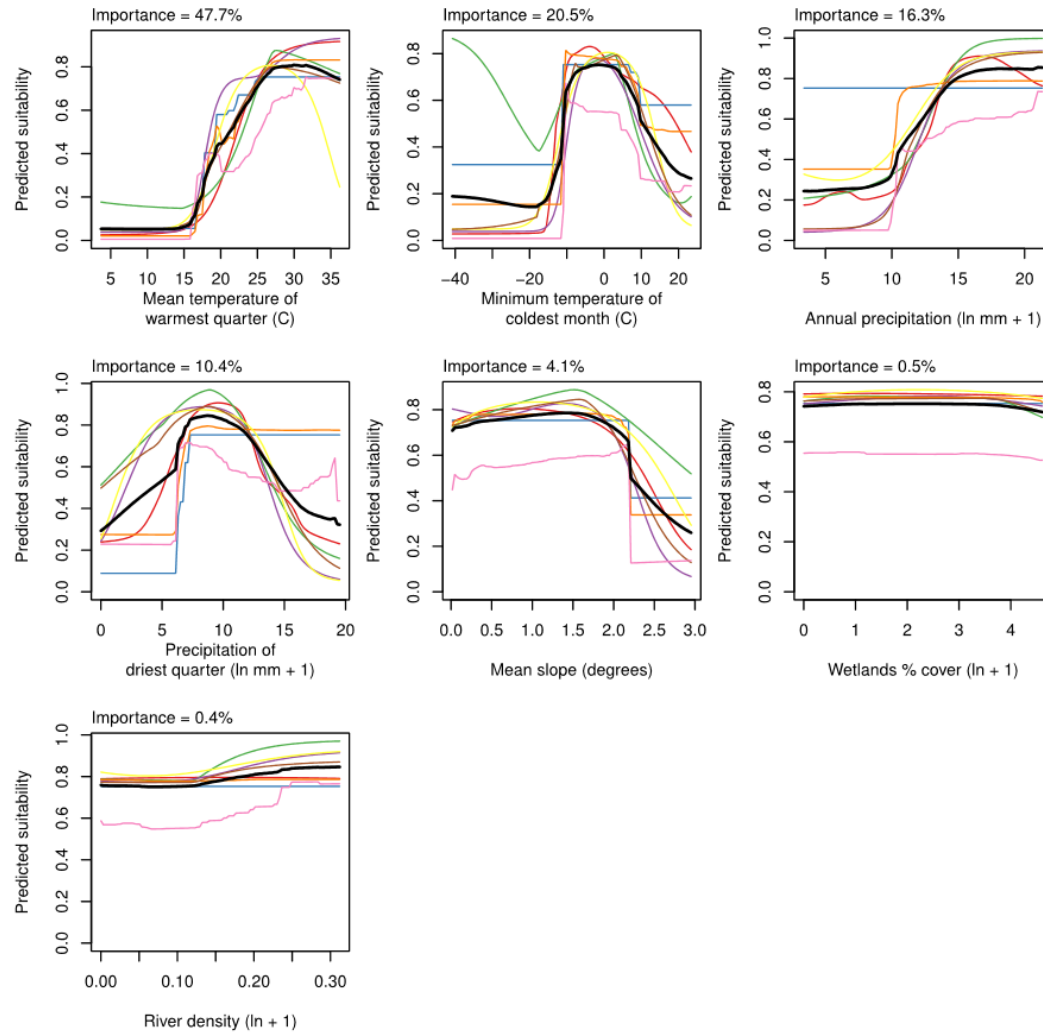 Importance = 47.7%
Predicted suitability
0.0 0.2 0.4 0.6 0.8
5 10 15 20 25 30 35
Mean temperature of
warmest quarter (C)
Importance = 20.5%
Predicted suitability
0.0 0.2 0.4 0.6 0.8
−40 −20 0 10 20
Minimum temperature of
coldest month (C)
Importance = 16.3%
Predicted suitability
0.0 0.2 0.4 0.6 0.8 1.0
5 10 15 20
Annual precipitation (ln mm + 1)
Importance = 10.4%
Predicted suitability
0.0 0.2 0.4 0.6 0.8 1.0
0 5 10 15 20
Precipitation of
driest quarter (ln mm + 1)
Importance = 4.1%
Predicted suitability
0.0 0.2 0.4 0.6 0.8
0.0 0.5 1.0 1.5 2.0 2.5 3.0
Mean slope (degrees)
Importance = 0.5%
Predicted suitability
0.0 0.2 0.4 0.6 0.8
0 1 2 3 4
Wetlands % cover (ln + 1)
Importance = 0.4%
Predicted suitability
0.0 0.2 0.4 0.6 0.8 1.0
0.00 0.10 0.20 0.30
River density (ln + 1)